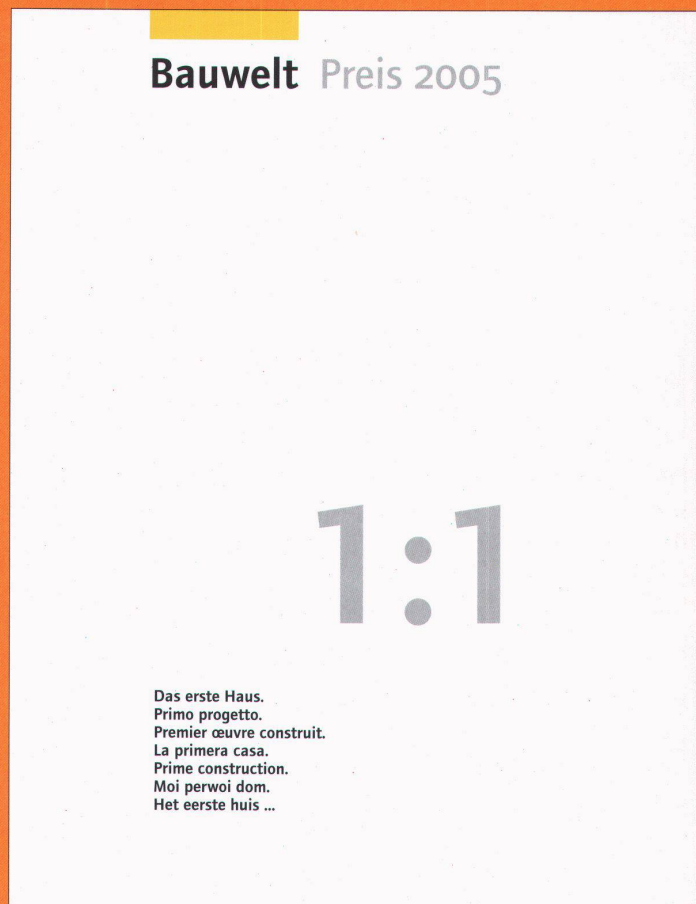 Bauwelt Preis 2005
1:1
Das erste Haus.
Primo progetto.
Premier œuvre construit.
La primera casa.
Prime construction.
Moi perwoi dom.
Het eerste huis ...